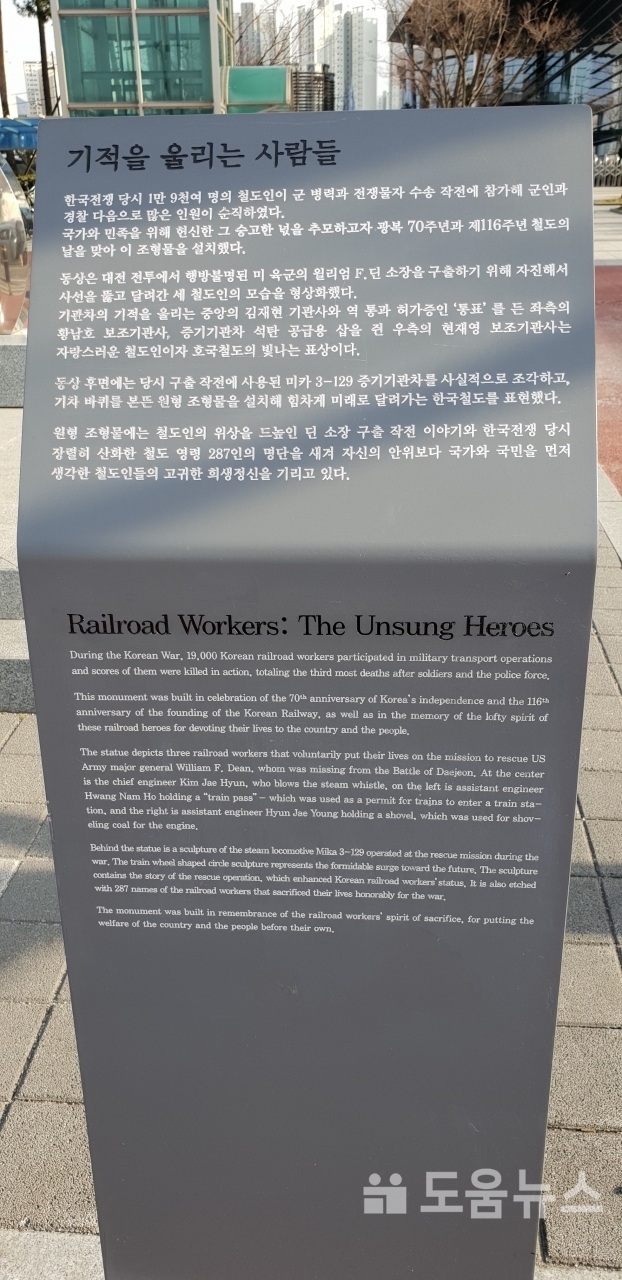 기적을 울리는 사람들
한국전쟁 당시 1만 9천여 명의 철도인이 군 병력과 전쟁물자 수송 작전에 참가해 군인과
경찰 다음으로 많은 인원이 순직하였다.
국가와 민족을 위해 헌신한 그 숭고한 넋을 추모하고자 광복 70주년과 제116주년 철도의
날을 맞아 이 조형물을 설치했다.
동상은 대전 전투에서 행방불명된 미 육군의 윌리엄 F. 딘 소장을 구출하기 위해 자진해서
사선을 뚫고 달려간 세 철도인의 모습을 형상화했다.
기관차의 기적을 울리는 중앙의 김재현 기관사와 역 통과 허가증인 ‘통표’ 를 든 좌측의
황남호 보조기관사, 증기기관차 석탄 공급용 삽을 쥔 우측의 현재영 보조기관사는
자랑스러운 철도인이자 호국철도의 빛나는 표상이다.
동상 후면에는 당시 구출 작전에 사용된 미카 3-129 증기기관차를 사실적으로 조각하고,
기차 바퀴를 본뜬 원형 조형물을 설치해 힘차게 미래로 달려가는 한국철도를 표현했다.
원형 조형물에는 철도인의 위상을 드높인 딘 소장 구출 작전 이야기와 한국전쟁 당시
장렬히 산화한 철도 영령 287인의 명단을 새겨 자신의 안위보다 국가와 국민을 먼저
생각한 철도인들의 고귀한 희생정신을 기리고 있다.
Railroad Workers: The Unsung Heroes
During the Korean War, 19,000 Korean railroad workers participated in military transport operations
and scores of them were killed in action, totaling the third most deaths after soldiers and the police force.
This monument was built in celebration of the 70th anniversary of Korea's independence and the 116th
anniversary of the founding of the Korean Railway, as well as in the memory of the lofty spirit of
these railroad heroes for devoting their lives to the country and the people.
The statue depicts three railroad workers that voluntarily put their lives on the mission to rescue US
Army major general William F. Dean, whom was missing from the Battle of Daejeon. At the center
is the chief engineer Kim Jae Hyun, who blows the steam whistle, on the left is assistant engineer
Hwang Nam Ho holding a “train pass” - which was used as a permit for trains to enter a train sta-
tion, and the right is assistant engineer Hyun Jae Young holding a shovel, which was used for shov-
eling coal for the engine.
Behind the statue is a sculpture of the steam locomotive Mika 3-129 operated at the rescue mission during the
war. The train wheel shaped circle sculpture represents the formidable surge toward the future. The sculpture
contains the story of the rescue operation, which enhanced Korean railroad workers' status. It is also etched
with 287 names of the railroad workers that sacrificed their lives honorably for the war.
The monument was built in remembrance of the railroad workers' spirit of sacrifice, for putting the
welfare of the country and the people before their own.
도움뉴스